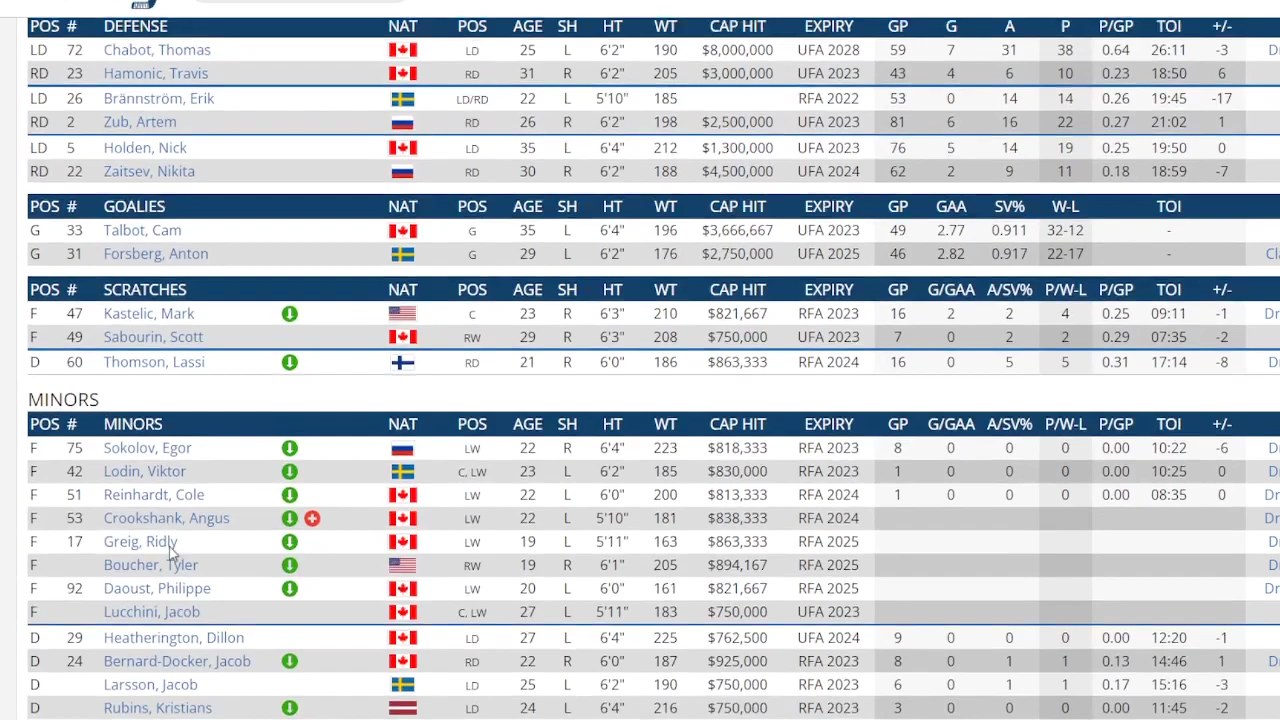 POS # DEFENSE NAT POS AGE SH HT WT CAP HIT EXPIRY GP G A P P/GP TOI +/-
LD 72 Chabot, Thomas LD 25 L 6'2" 190 $8,000,000 UFA 2028 59 7 31 38 0.64 26:11 -3
RD 23 Hamonic, Travis RD 31 R 6'2" 205 $3,000,000 UFA 2023 43 4 6 10 0.23 18:50 6
LD 26 Brännström, Erik LD/RD 22 L 5'10" 185 RFA 2022 53 0 14 14 0.26 19:45 -17
RD 2 Zub, Artem RD 26 R 6'2" 198 $2,500,000 UFA 2023 81 6 16 22 0.27 21:02 1
LD 5 Holden, Nick LD 35 L 6'4" 212 $1,300,000 UFA 2023 76 5 14 19 0.25 19:50 0
RD 22 Zaitsev, Nikita RD 30 R 6'2" 188 $4,500,000 UFA 2024 62 2 9 11 0.18 18:59 -7
POS # GOALIES NAT POS AGE SH HT WT CAP HIT EXPIRY GP GAA SV% W-L TOI
G 33 Talbot, Cam G 35 L 6'4" 196 $3,666,667 UFA 2023 49 2.77 0.911 32-12 -
G 31 Forsberg, Anton G 29 L 6'2" 176 $2,750,000 UFA 2025 46 2.82 0.917 22-17 - Cl
POS # SCRATCHES NAT POS AGE SH HT WT CAP HIT EXPIRY GP G/GAA A/SV% P/W-L P/GP TOI +/-
F 47 Kastelic, Mark C 23 R 6'3" 210 $821,667 RFA 2023 16 2 2 4 0.25 09:11 -1 Dr
F 49 Sabourin, Scott RW 29 R 6'3" 208 $750,000 UFA 2023 7 0 2 2 0.29 07:35 -2
D 60 Thomson, Lassi RD 21 R 6'0" 186 $863,333 RFA 2024 16 0 5 5 0.31 17:14 -8 D
MINORS
POS # MINORS NAT POS AGE SH HT WT CAP HIT EXPIRY GP G/GAA A/SV% P/W-L P/GP TOI +/-
F 75 Sokolov, Egor LW 22 R 6'4" 223 $818,333 RFA 2023 8 0 0 0 0.00 10:22 -6 D
F 42 Lodin, Viktor C, LW 23 L 6'2" $830,000 RFA 2023 1 0 0 0 0.00 10:25 0
F 51 Reinhardt, Cole LW 22 L 6'0" 200 $813,333 RFA 2024 1 0 0 0 0.00 08:35 0 Dr
F 53 Crookshank, Angus LW 22 L 5'10" 181 $838,333 RFA 2024 Dr
F 17 Greig, Ridly LW 19 L 5'11" 163 $863,333 RFA 2025 D
F Boucher, Tyler RW 19 R 6'1" 205 $894,167 RFA 2025 D
F 92 Daoust, Philippe LW 20 L 6'0" 161 $821,667 RFA 2025 Dr
F Lucchini, Jacob C, LW 27 L 5'11" 183 $750,000 UFA 2023
D 29 Heatherington, Dillon LD 27 L 6'4" 225 $762,500 UFA 2024 9 0 0 0 0.00 12:20 -1
D 24 Bernard-Docker, Jacob RD 22 R 6'0" 187 $925,000 RFA 2023 8 0 1 1 0.13 14:46 1 D
D Larsson, Jacob LD 25 L 6'2" $750,000 RFA 2023 6 0 1 1 0.17 -3
D Rubins, Kristians LD 24 L 6'4" $750,000 RFA 2023 3 0 0 0 0.00 11:45 -2